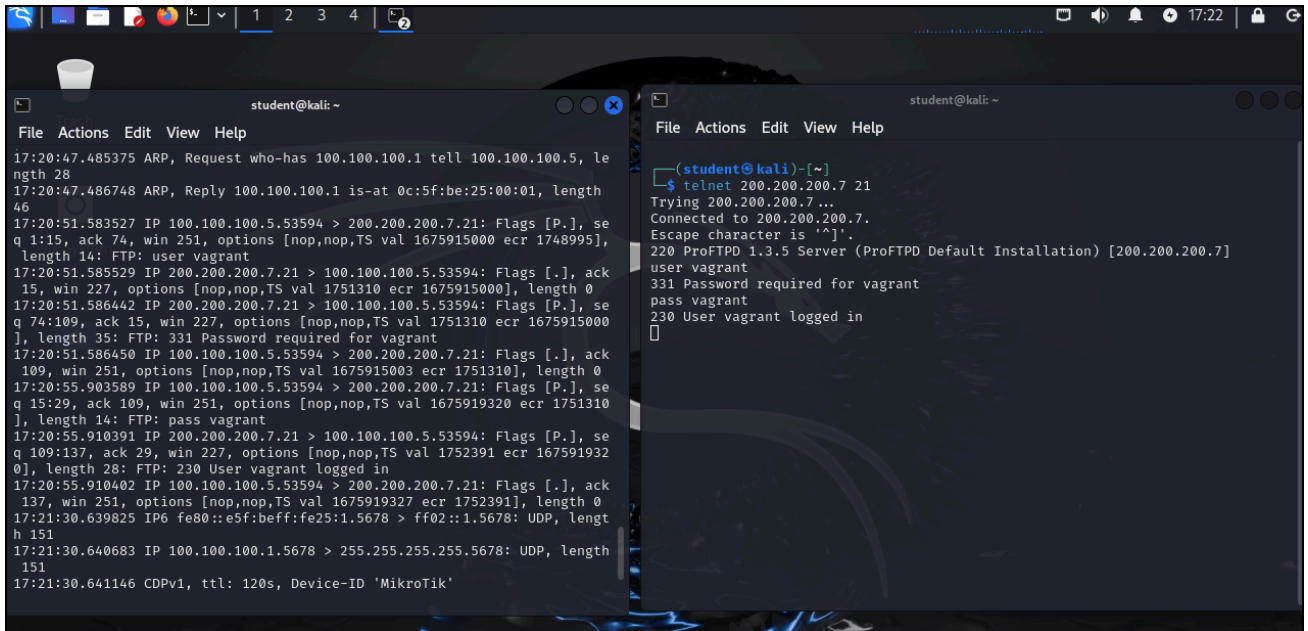 1 2 3 4
2
17:22
student@kali: ~
File Actions Edit View Help
17:20:47.485375 ARP, Request who-has 100.100.100.1 tell 100.100.100.5, le
ngth 28
17:20:47.486748 ARP, Reply 100.100.100.1 is-at 0c:5f:be:25:00:01, length
46
17:20:51.583527 IP 100.100.100.5.53594 > 200.200.200.7.21: Flags [P.], se
q 1:15, ack 74, win 251, options [nop,nop,TS val 1675915000 ecr 1748995],
length 14: FTP: user vagrant
17:20:51.585529 IP 200.200.200.7.21 > 100.100.100.5.53594: Flags [.], ack
15, win 227, options [nop,nop,TS val 1751310 ecr 1675915000], length 0
17:20:51.586442 IP 200.200.200.7.21 > 100.100.100.5.53594: Flags [P.], se
q 74:109, ack 15, win 227, options [nop,nop,TS val 1751310 ecr 1675915000
], length 35: FTP: 331 Password required for vagrant
17:20:51.586450 IP 100.100.100.5.53594 > 200.200.200.7.21: Flags [.], ack
109, win 251, options [nop,nop,TS val 1675915003 ecr 1751310], length 0
17:20:55.903589 IP 100.100.100.5.53594 > 200.200.200.7.21: Flags [P.], se
q 15:29, ack 109, win 251, options [nop,nop,TS val 1675919320 ecr 1751310
], length 14: FTP: pass vagrant
17:20:55.910391 IP 200.200.200.7.21 > 100.100.100.5.53594: Flags [P.], se
q 109:137, ack 29, win 227, options [nop,nop,TS val 1752391 ecr 167591932
0], length 28: FTP: 230 User vagrant logged in
17:20:55.910402 IP 100.100.100.5.53594 > 200.200.200.7.21: Flags [.], ack
137, win 251, options [nop,nop,TS val 1675919327 ecr 1752391], length 0
17:21:30.639825 IP6 fe80::e5f:beff:fe25:1.5678 > ff02::1.5678: UDP, lengt
h 151
17:21:30.640683 IP 100.100.100.1.5678 > 255.255.255.255.5678: UDP, length
151
17:21:30.641146 CDPv1, ttl: 120s, Device-ID 'MikroTik'
student@kali: ~
File Actions Edit View Help
(student㉿kali)-[~]
$ telnet 200.200.200.7 21
Trying 200.200.200.7...
Connected to 200.200.200.7.
Escape character is '^]'.
220 ProFTPD 1.3.5 Server (ProFTPD Default Installation) [200.200.200.7]
user vagrant
331 Password required for vagrant
pass vagrant
230 User vagrant logged in